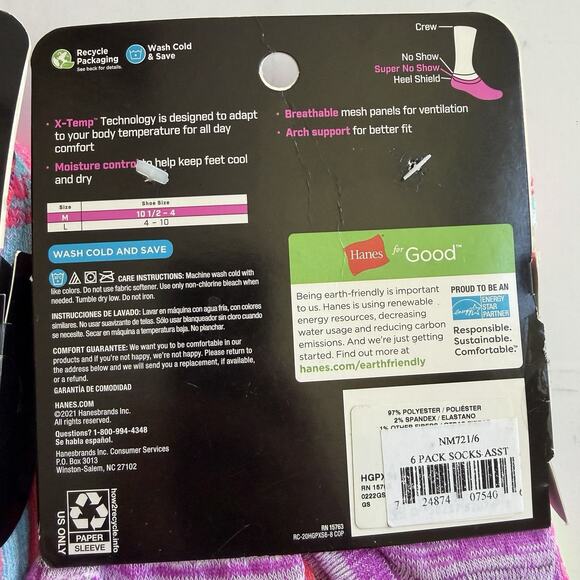 Recycle
Packaging
See back for details.
Wash Cold
& Save
Crew
No Show
Super No Show
Heel Shield
• X-Temp™ Technology is designed to adapt
to your body temperature for all day
comfort
• Moisture control to help keep feet cool
and dry
• Breathable mesh panels for ventilation
• Arch support for better fit
Size Shoe Size
M 10 1/2 – 4
L 4 – 10
WASH COLD AND SAVE
CARE INSTRUCTIONS: Machine wash cold with
like colors. Do not use fabric softener. Use only non-chlorine bleach when
needed. Tumble dry low. Do not iron.
INSTRUCCIONES DE LAVADO: Lavar en máquina con agua fría, con colores
similares. No usar suavizante de telas. Sólo usar blanqueador sin cloro cuando
se necesite. Secar en máquina a temperatura baja. No planchar.
COMFORT GUARANTEE: We want you to be comfortable in our
products and if you're not happy, we're not happy. Please return to
the address below and we will send you a replacement, if available,
or a refund.
GARANTÍA DE COMODIDAD
HANES.COM
©2021 Hanesbrands Inc.
All rights reserved.
Questions? 1-800-994-4348
Se habla español.
Hanesbrands Inc. Consumer Services
P.O. Box 3013
Winston-Salem, NC 27102
US ONLY
PAPER
SLEEVE
how2recycle.info
Hanes for Good™
Being earth-friendly is important
to us. Hanes is using renewable
energy resources, decreasing
water usage and reducing carbon
emissions. And we're just getting
started. Find out more at
hanes.com/earthfriendly
PROUD TO BE AN
ENERGY
STAR
PARTNER
Responsible.
Sustainable.
Comfortable.™
97% POLYESTER / POLIÉSTER
2% SPANDEX / ELASTANO
HGPX
0222GS
GS
NM721/6
6 PACK SOCKS ASST
7 24874 07540
RN 15763
RC-20HGPXS6-8 COP